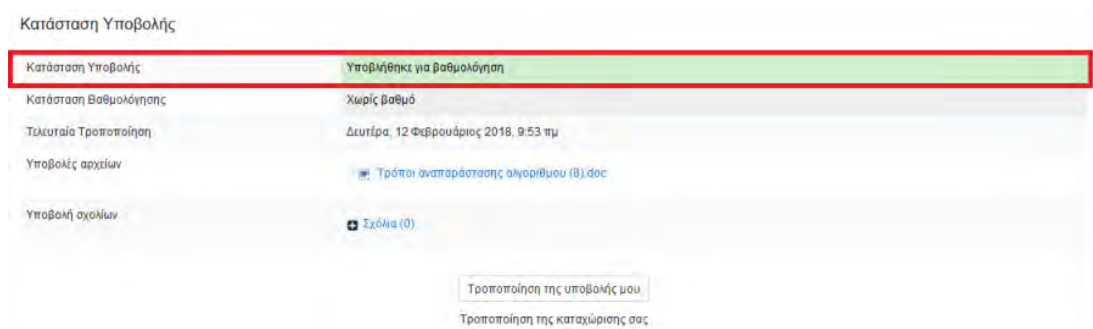 Κατάσταση Υποβολής
Κατάσταση Υποβολής Υποβλήθηκε για βαθμολόγηση
Κατάσταση Βαθμολόγησης Χωρίς βαθμό
Τελευταία Τροποποίηση Δευτέρα, 12 Φεβρουάριος 2018, 9:53 πμ
Υποβολές αρχείων Τρόποι αναπαράστασης αλγορίθμου (8).doc
Υποβολή σχολίων Σχόλια (0)
Τροποποίηση της υποβολής μου
Τροποποίηση της καταχώρισης σας